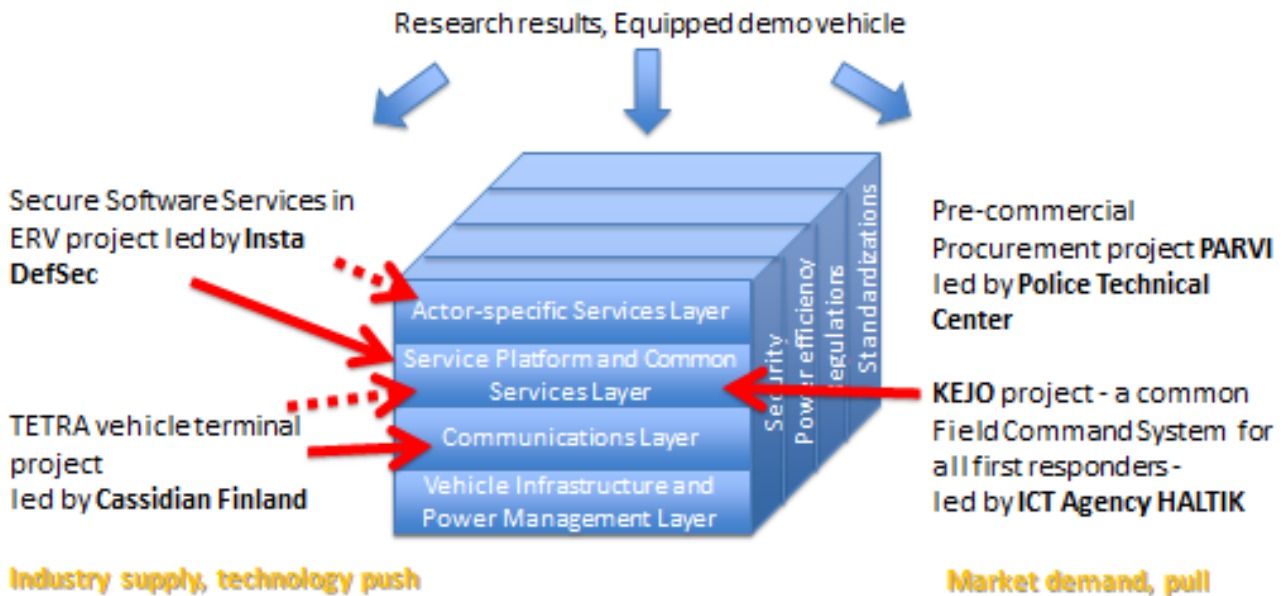 Research results, Equipped demo vehicle
Secure Software Services in
ERV project led by Insta
DefSec
TETRA vehicle terminal
project
led by Cassidian Finland
Actor-specific Services Layer
Service Platform and Common
Services Layer
Communications Layer
Vehicle Infrastructure and
Power Management Layer
Security
Power efficiency
Regulations
Standardizations
Pre-commercial
Procurement project PARVI
led by Police Technical
Center
KEJO project - a common
Field Command System for
all first responders -
led by ICT Agency HALTIK
Industry supply, technology push
Market demand, pull